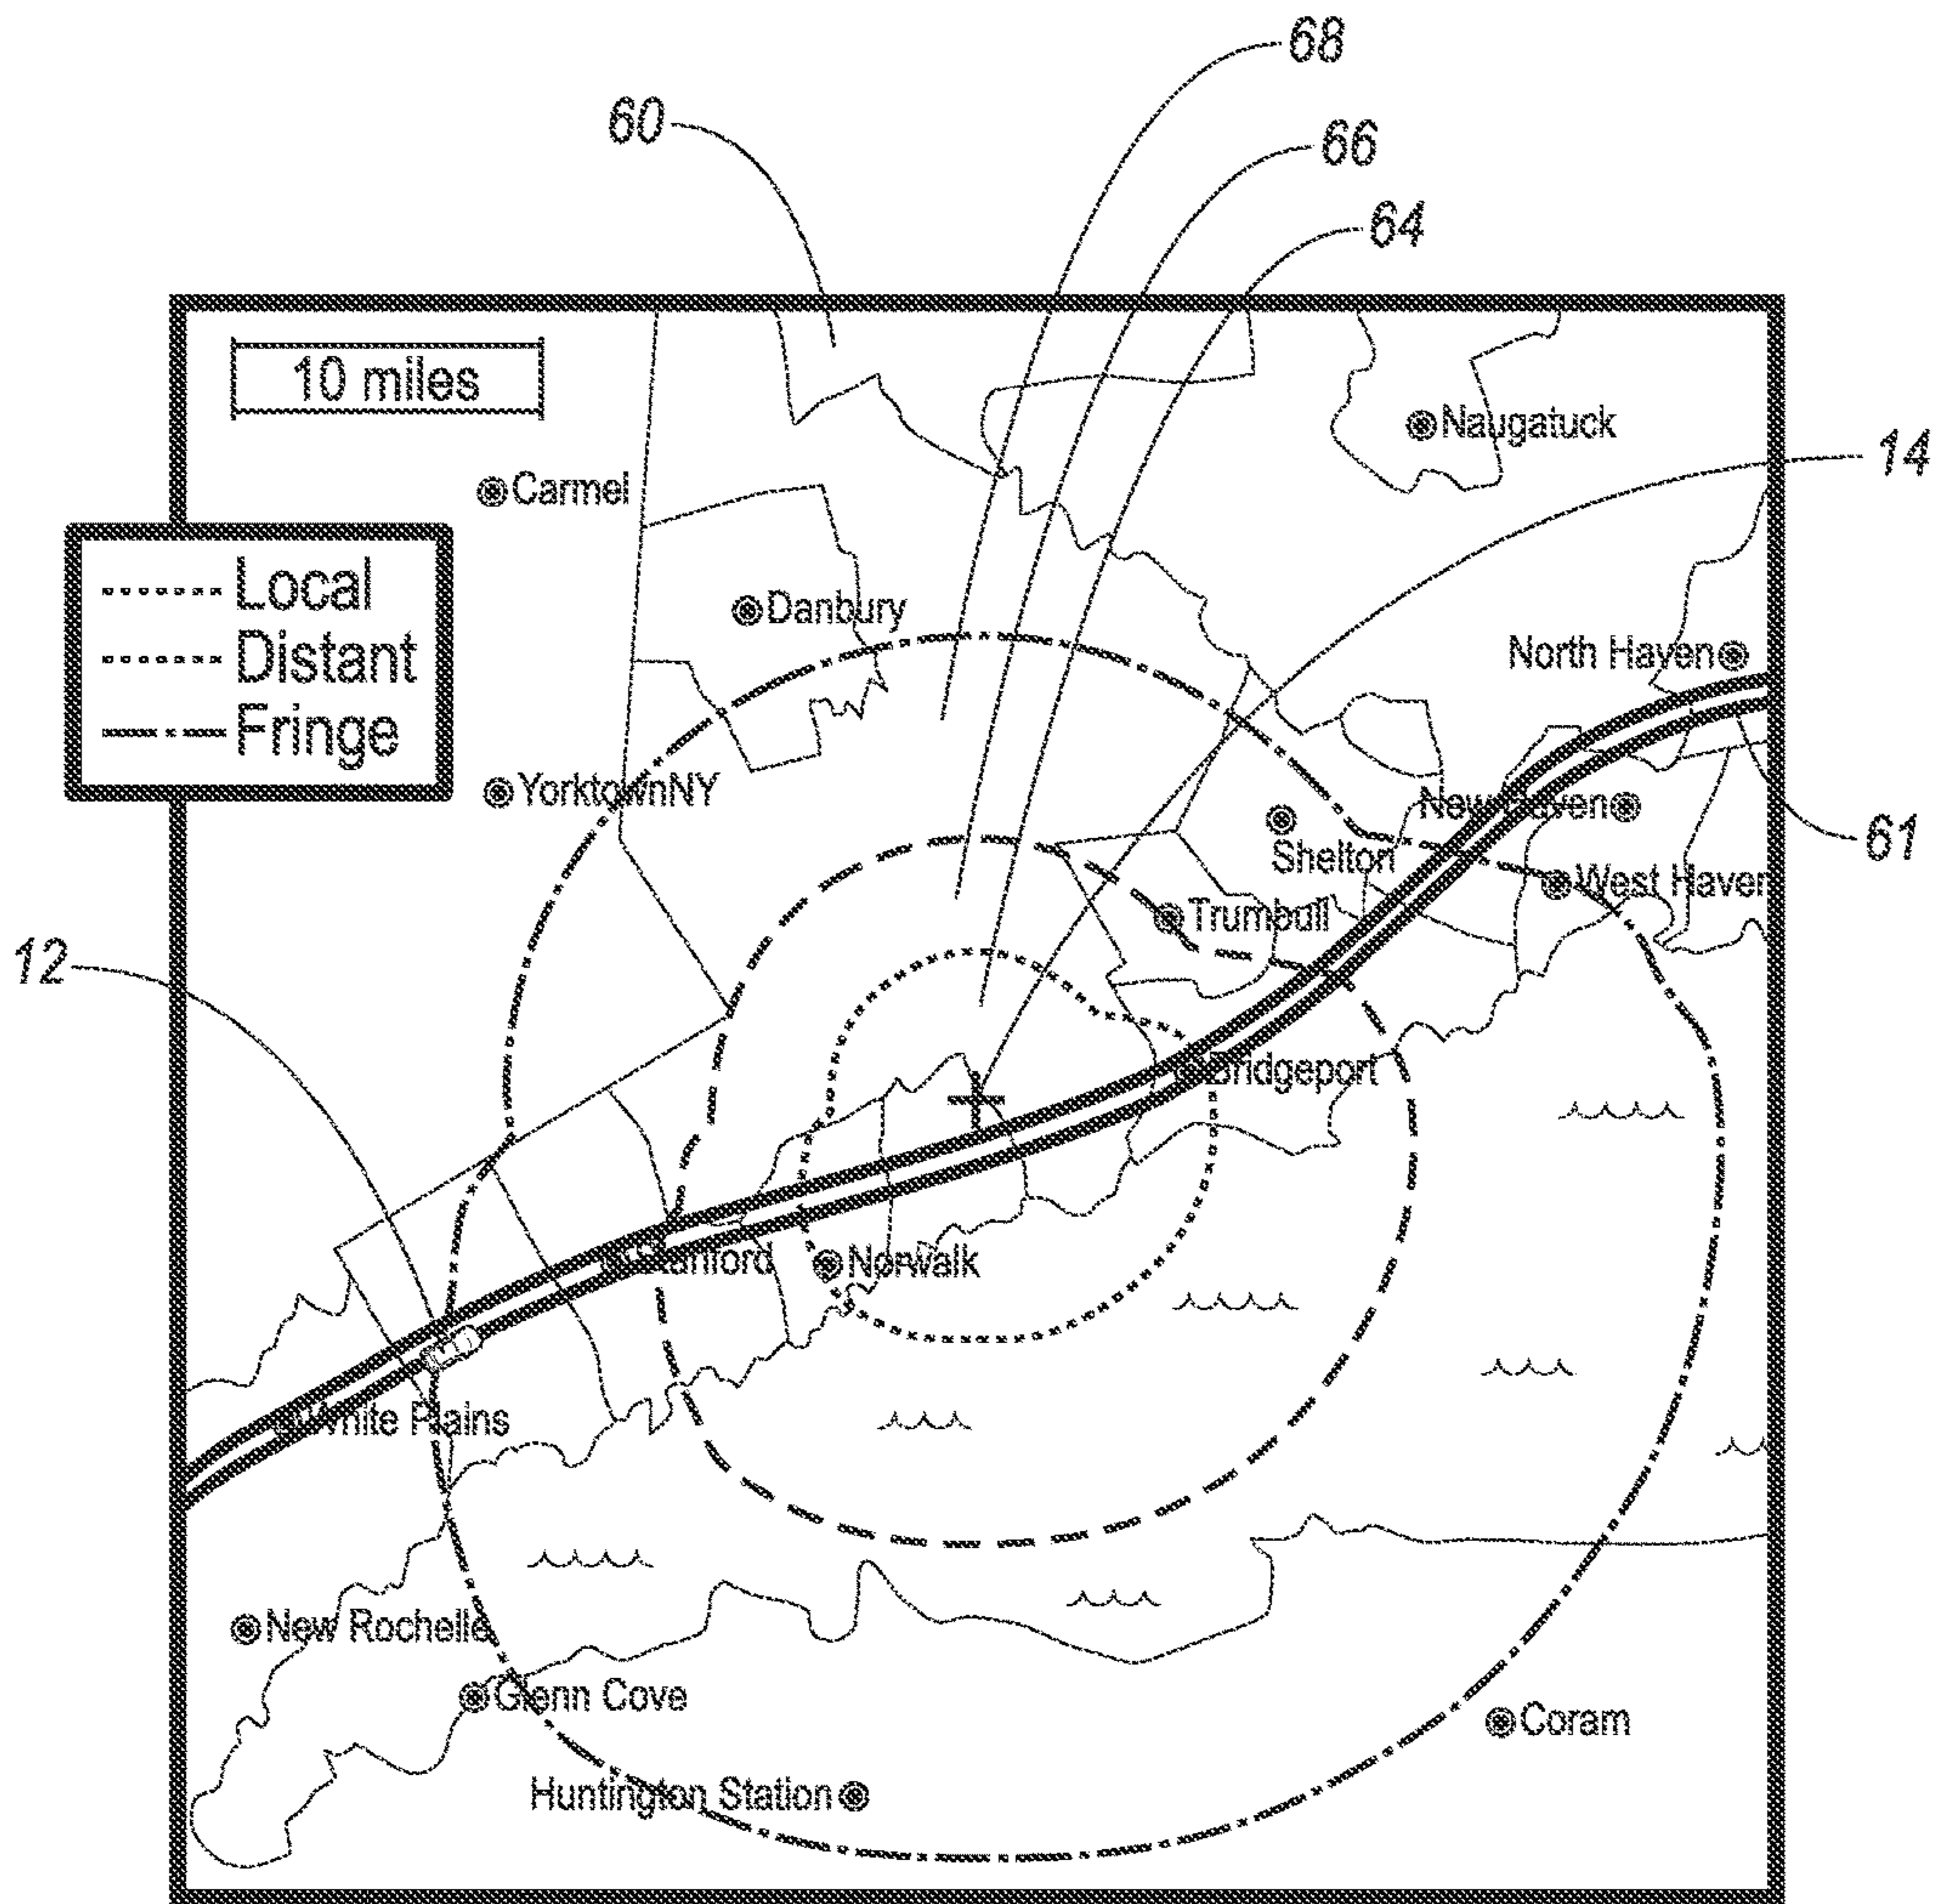 68
60
66
64
10 miles
Naugatuck
14
Carmel
Local
Distant
Fringe
Danbury
North Haven
YorktownNY
New Haven
61
Shelton
West Haven
Trumbull
12
Bridgeport
Norwalk
White Plains
New Rochelle
Glenn Cove
Coram
Huntington Station